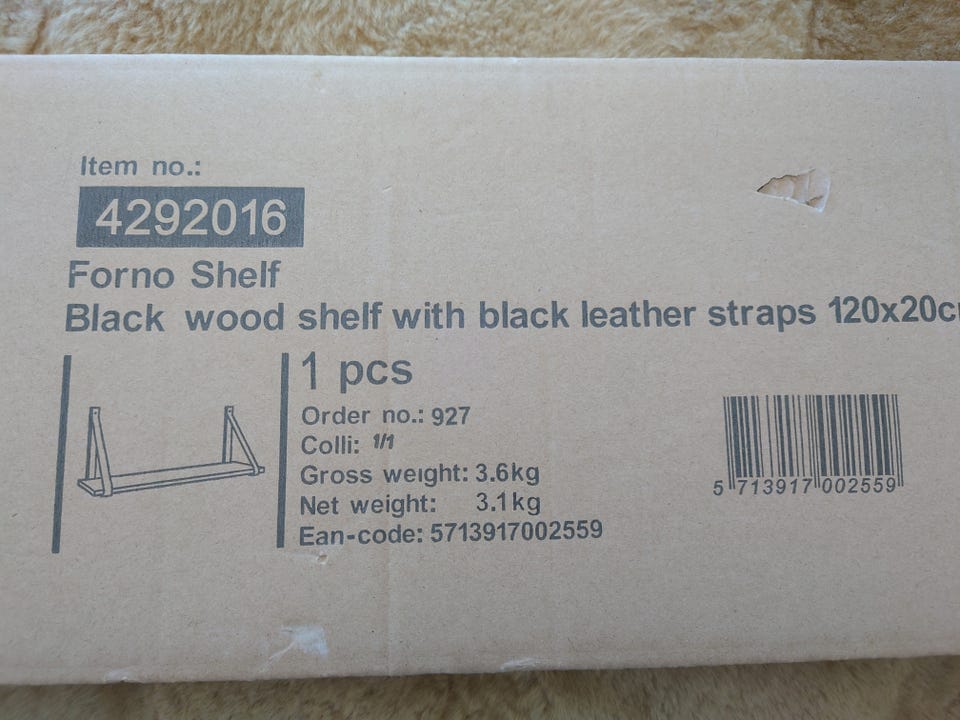 Item no.:
4292016
Forno Shelf
Black wood shelf with black leather straps 120x20c
1 pcs
Order no.: 927
Colli: 1/1
Gross weight: 3.6kg
Net weight: 3.1kg
Ean-code: 5713917002559
5 713917 002559